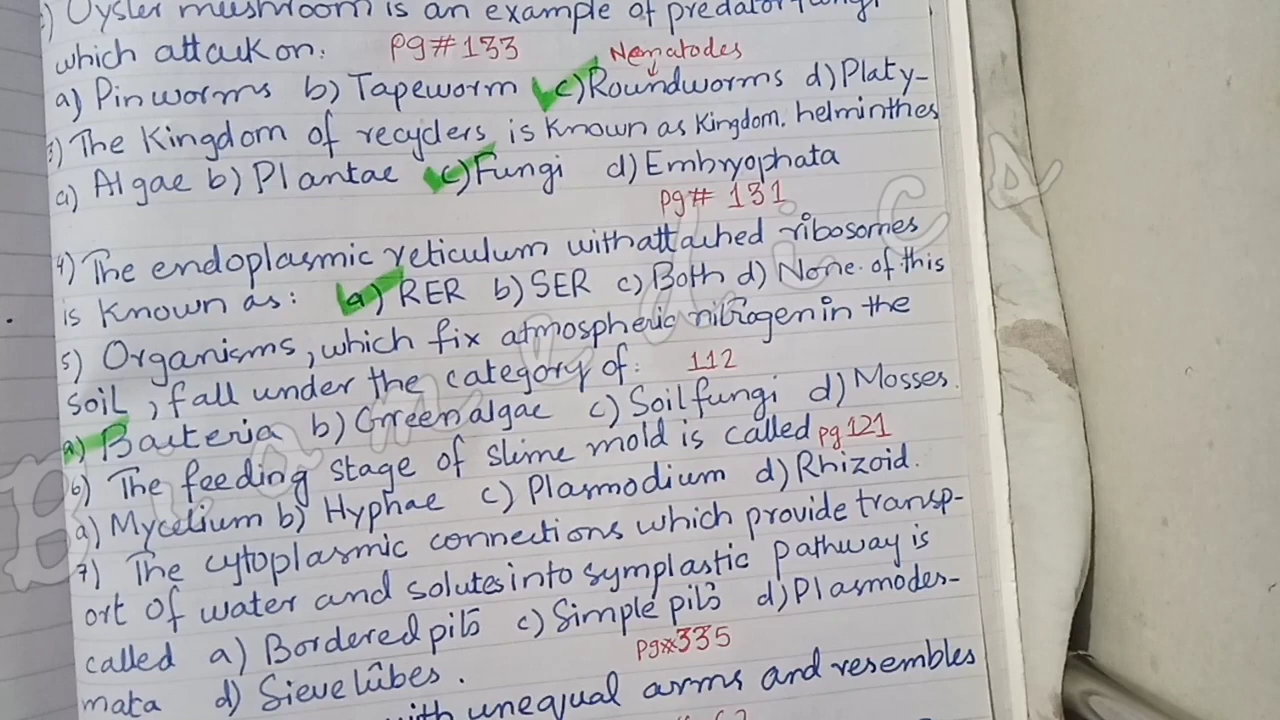 Oyster mushroom is an example of predator fungi
which attack on: pg# 133 Nematodes
a) Pinworms b) Tapeworm c) Roundworms d) Platy-
3) The Kingdom of recyclers is known as Kingdom. helminthes
a) Algae b) Plantae c) Fungi d) Embryophata
pg# 131
4) The endoplasmic reticulum with attached ribosomes
is known as: a) RER b) SER c) Both d) None of this
5) Organisms, which fix atmospheric nitrogen in the
soil, fall under the category of: 112
a) Bacteria b) Green algae c) Soil fungi d) Mosses.
6) The feeding stage of slime mold is called pg 121
a) Mycelium b) Hyphae c) Plasmodium d) Rhizoid.
7) The cytoplasmic connections which provide transp-
ort of water and solutes into symplastic pathway is
called a) Bordered pits c) Simple pits d) Plasmodes-
mata d) Sieve tubes. pg#335
with unequal arms and resembles